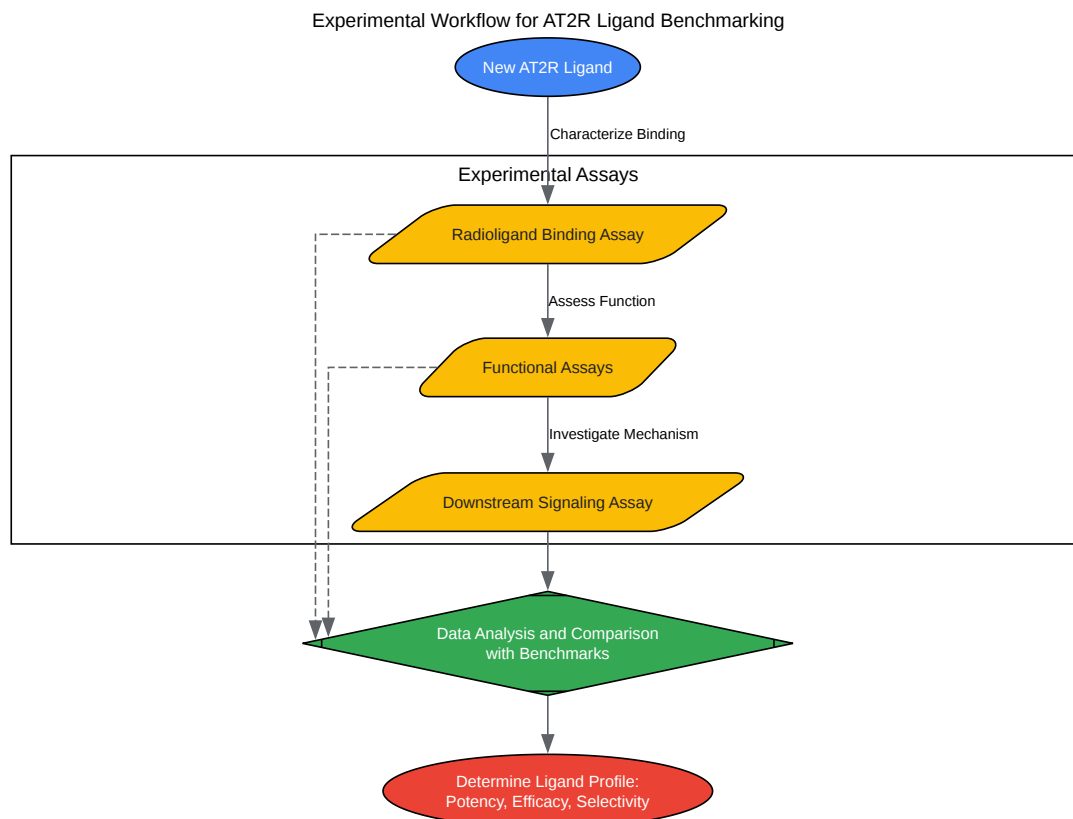 Experimental Workflow for AT2R Ligand Benchmarking
New AT2R Ligand
Characterize Binding
Experimental Assays
Radioligand Binding Assay
Assess Function
Functional Assays
Investigate Mechanism
Downstream Signaling Assay
Data Analysis and Comparison
with Benchmarks
Determine Ligand Profile:
Potency, Efficacy, Selectivity